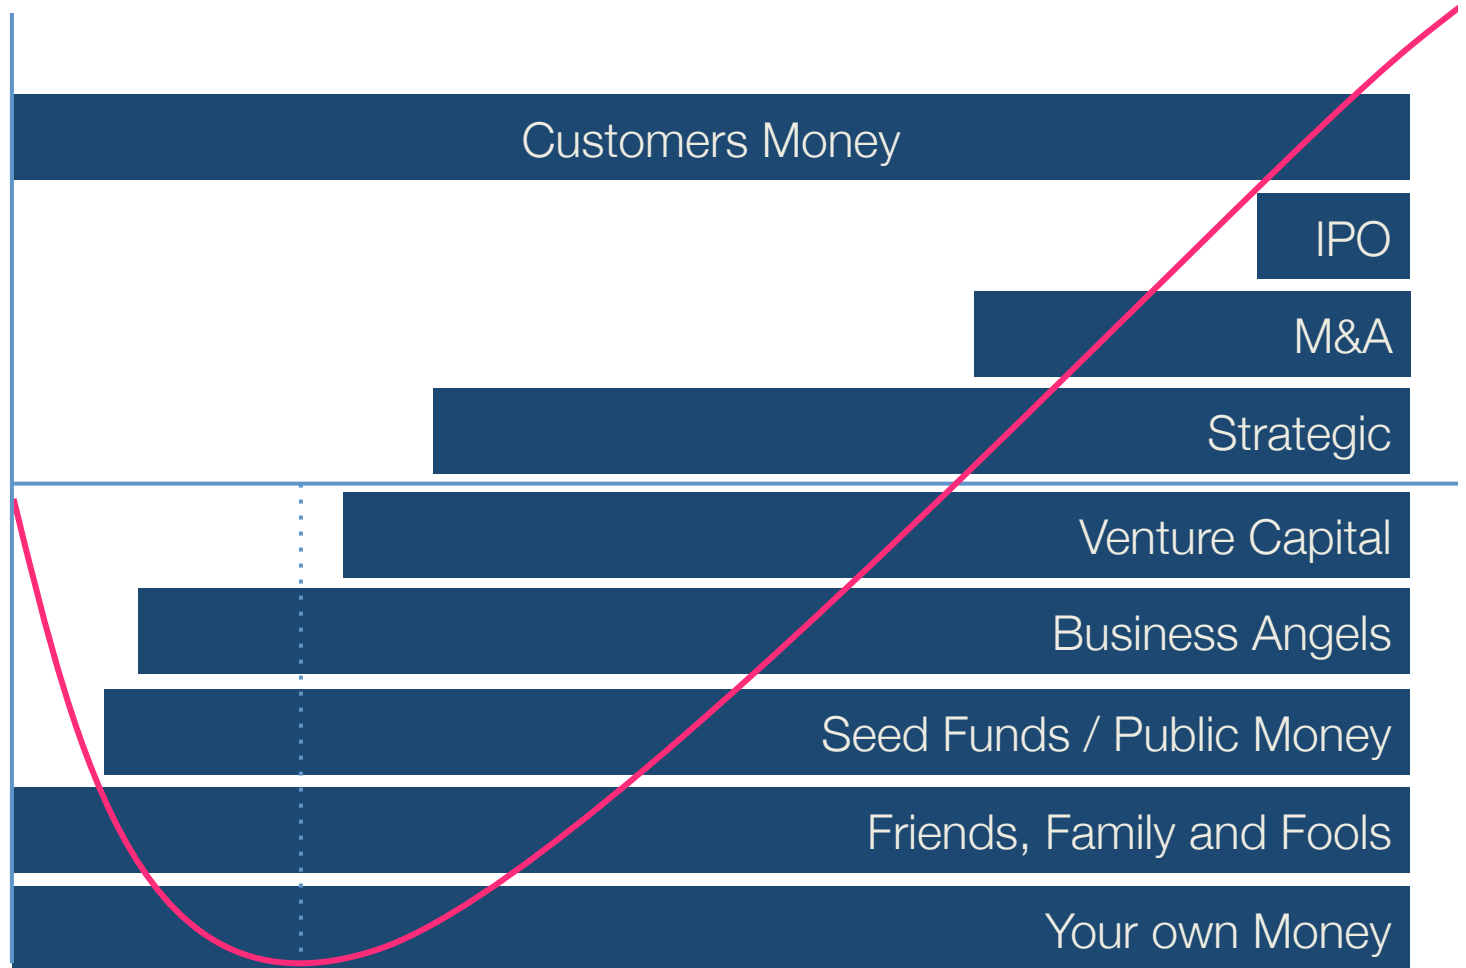 Customers Money
IPO
M&A
Strategic
Venture Capital
Business Angels
Seed Funds / Public Money
Friends, Family and Fools
Your own Money